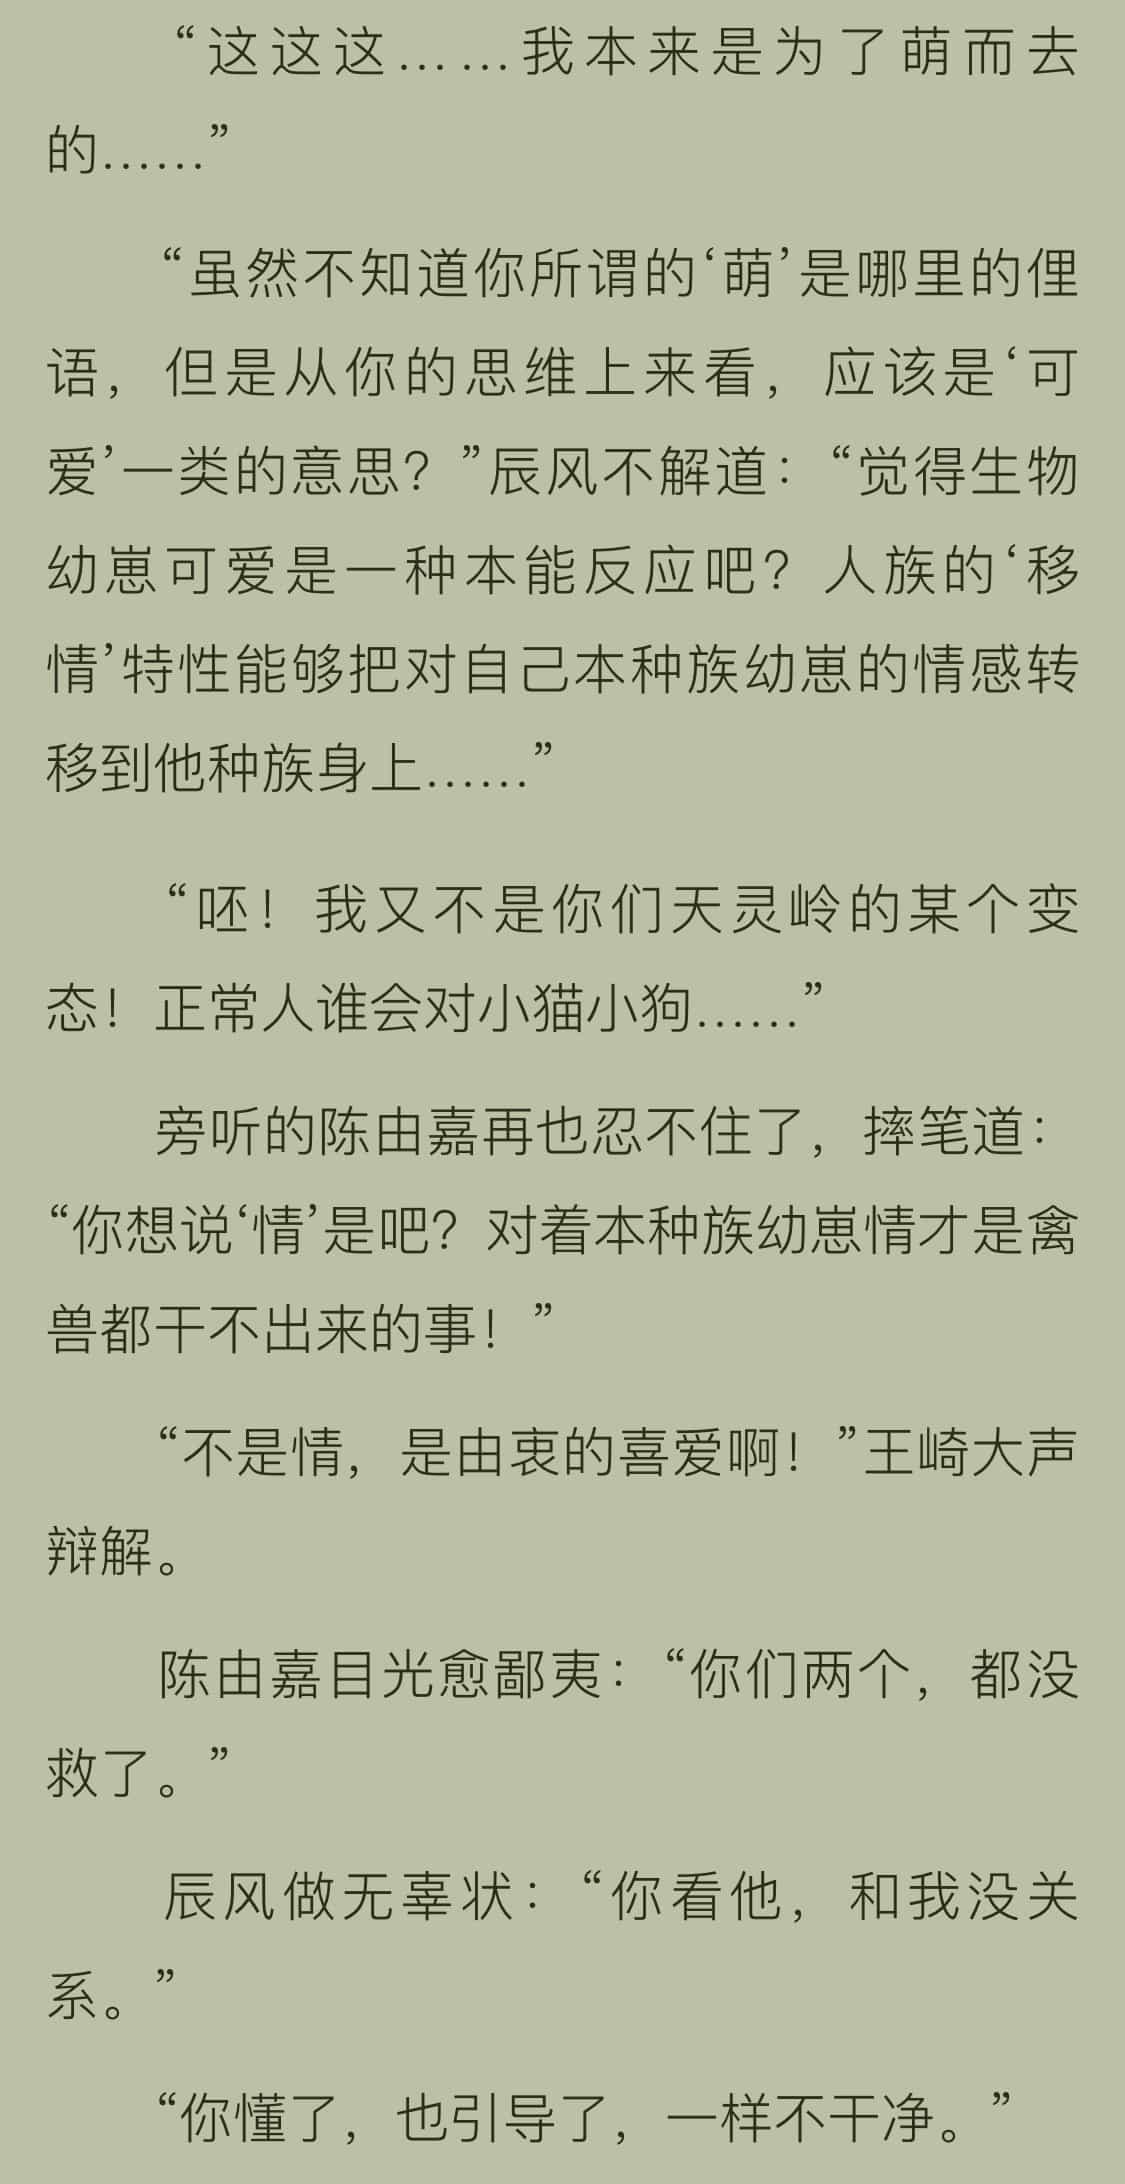 “这这这……我本来是为了萌而去
的……”
“虽然不知道你所谓的‘萌’是哪里的俚
语，但是从你的思维上来看，应该是‘可
爱’一类的意思？”辰风不解道：“觉得生物
幼崽可爱是一种本能反应吧？人族的‘移
情’特性能够把对自己本种族幼崽的情感转
移到他种族身上……”
“呸！我又不是你们天灵岭的某个变
态！正常人谁会对小猫小狗……”
旁听的陈由嘉再也忍不住了，摔笔道：
“你想说‘情’是吧？对着本种族幼崽情才是禽
兽都干不出来的事！”
“不是情，是由衷的喜爱啊！”王崎大声
辩解。
陈由嘉目光愈鄙夷：“你们两个，都没
救了。”
辰风做无辜状：“你看他，和我没关
系。”
“你懂了，也引导了，一样不干净。”